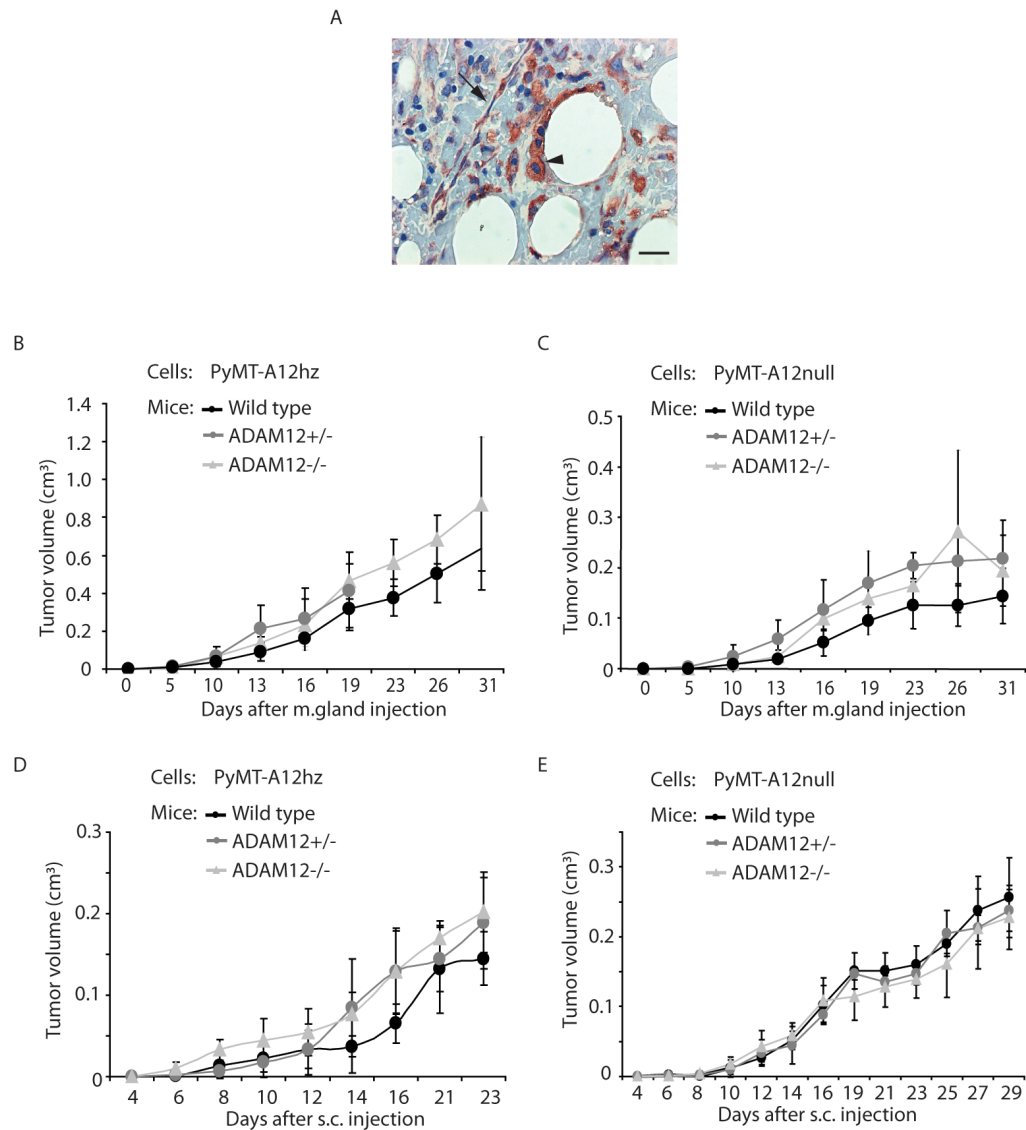 A
B
Cells: PyMT-A12hz
Mice: Wild type
ADAM12+/-
ADAM12-/-
Tumor volume (cm³)
1.4
1.2
1.0
0.8
0.6
0.4
0.2
0
0 5 10 13 16 19 23 26 31
Days after m.gland injection
C
Cells: PyMT-A12null
Mice: Wild type
ADAM12+/-
ADAM12-/-
Tumor volume (cm³)
0.5
0.4
0.3
0.2
0.1
0
0 5 10 13 16 19 23 26 31
Days after m.gland injection
D
Cells: PyMT-A12hz
Mice: Wild type
ADAM12+/-
ADAM12-/-
Tumor volume (cm³)
0.3
0.2
0.1
0
4 6 8 10 12 14 16 21 23
Days after s.c. injection
E
Cells: PyMT-A12null
Mice: Wild type
ADAM12+/-
ADAM12-/-
Tumor volume (cm³)
0.3
0.2
0.1
0
4 6 8 10 12 14 16 19 21 23 25 27 29
Days after s.c. injection